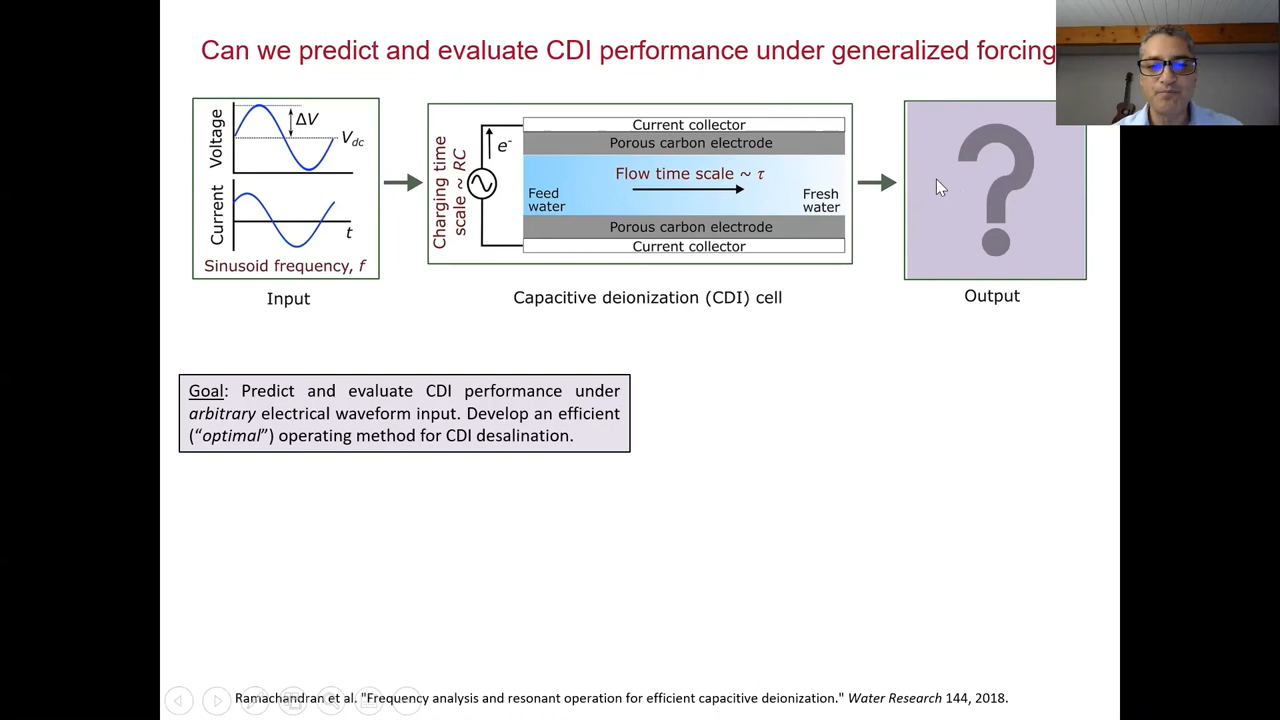 Can we predict and evaluate CDI performance under generalized forcing
Voltage
ΔV
V_dc
Current
t
Sinusoid frequency, f
Input
Charging time
scale ~ RC
e-
Current collector
Porous carbon electrode
Flow time scale ~ τ
Feed
water
Fresh
water
Porous carbon electrode
Current collector
Capacitive deionization (CDI) cell
?
Output
Goal: Predict and evaluate CDI performance under
arbitrary electrical waveform input. Develop an efficient
(“optimal”) operating method for CDI desalination.
Ramachandran et al. "Frequency analysis and resonant operation for efficient capacitive deionization." Water Research 144, 2018.